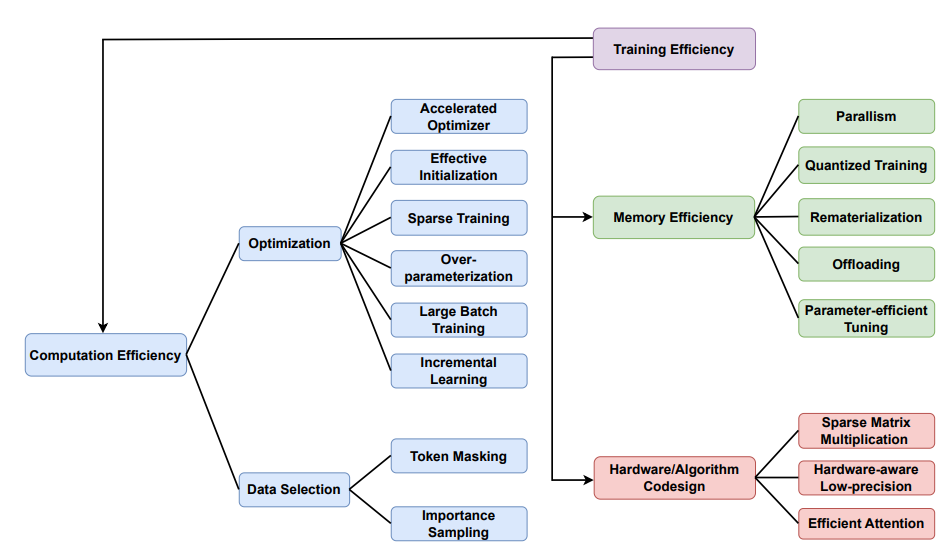 Training Efficiency
Accelerated
Optimizer
Effective
Initialization
Sparse Training
Optimization
Over-
parameterization
Large Batch
Training
Incremental
Learning
Computation Efficiency
Data Selection
Token Masking
Importance
Sampling
Memory Efficiency
Parallism
Quantized Training
Rematerialization
Offloading
Parameter-efficient
Tuning
Hardware/Algorithm
Codesign
Sparse Matrix
Multiplication
Hardware-aware
Low-precision
Efficient Attention